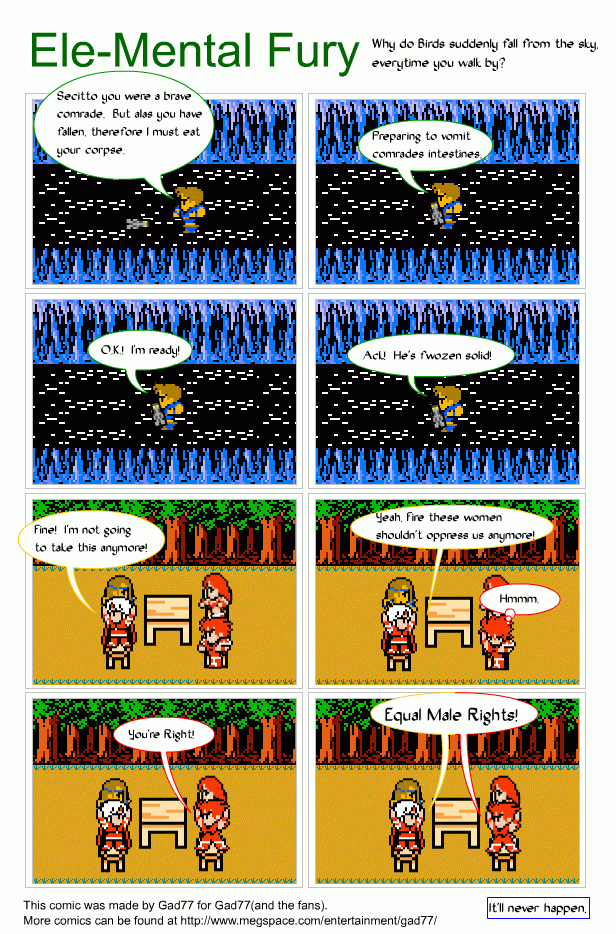 Ele-Mental Fury
Why do Birds suddenly fall from the sky,
everytime you walk by?
Secitto you were a brave
comrade. But alas you have
fallen, therefore I must eat
your corpse.
Preparing to vomit
comrades intestines.
O.K.! I'm ready!
Ack! He's fwozen solid!
Fine! I'm not going
to take this anymore!
Yeah, Fire these women
shouldn't oppress us anymore!
Hmmm.
You're Right!
Equal Male Rights!
This comic was made by Gad77 for Gad77(and the fans).
More comics can be found at http://www.megspace.com/entertainment/gad77/
It'll never happen.